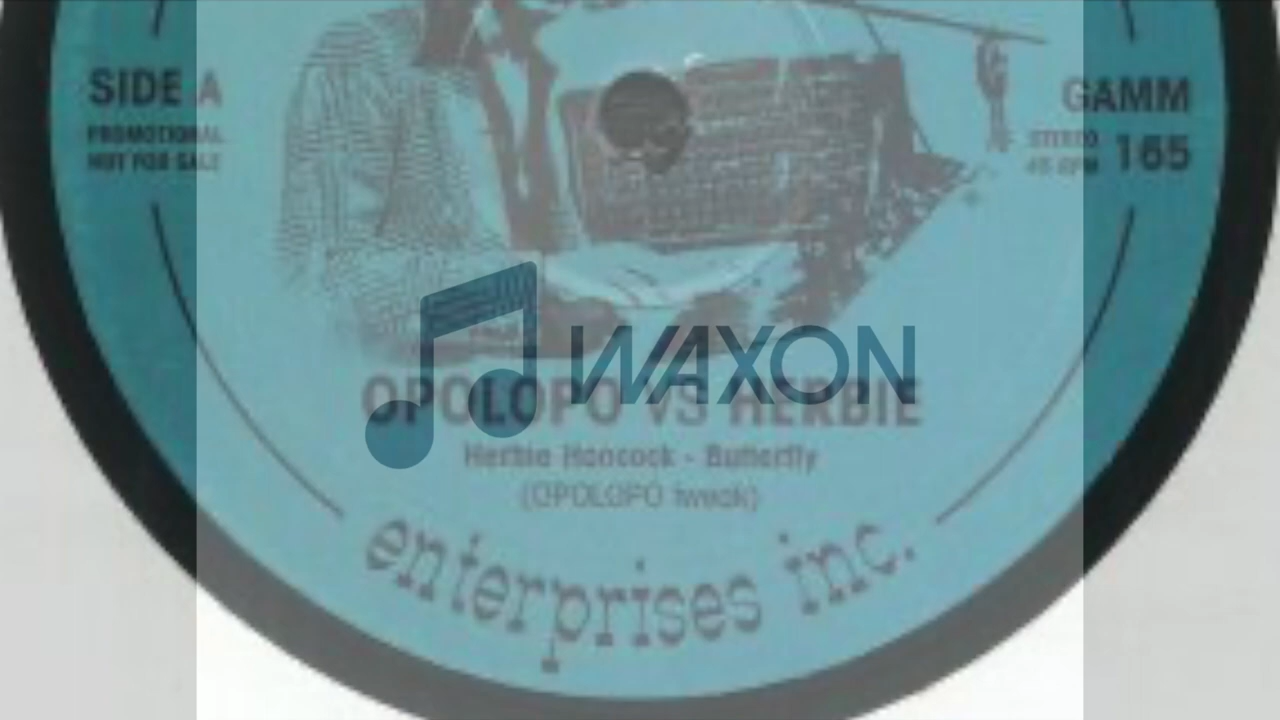 SIDE A
PROMOTIONAL
NOT FOR SALE
GAMM
STEREO
45 RPM
165
WAXON
OPOLOPO VS HERBIE
Herbie Hancock - Butterfly
(OPOLOPO tweak)
enterprises inc.